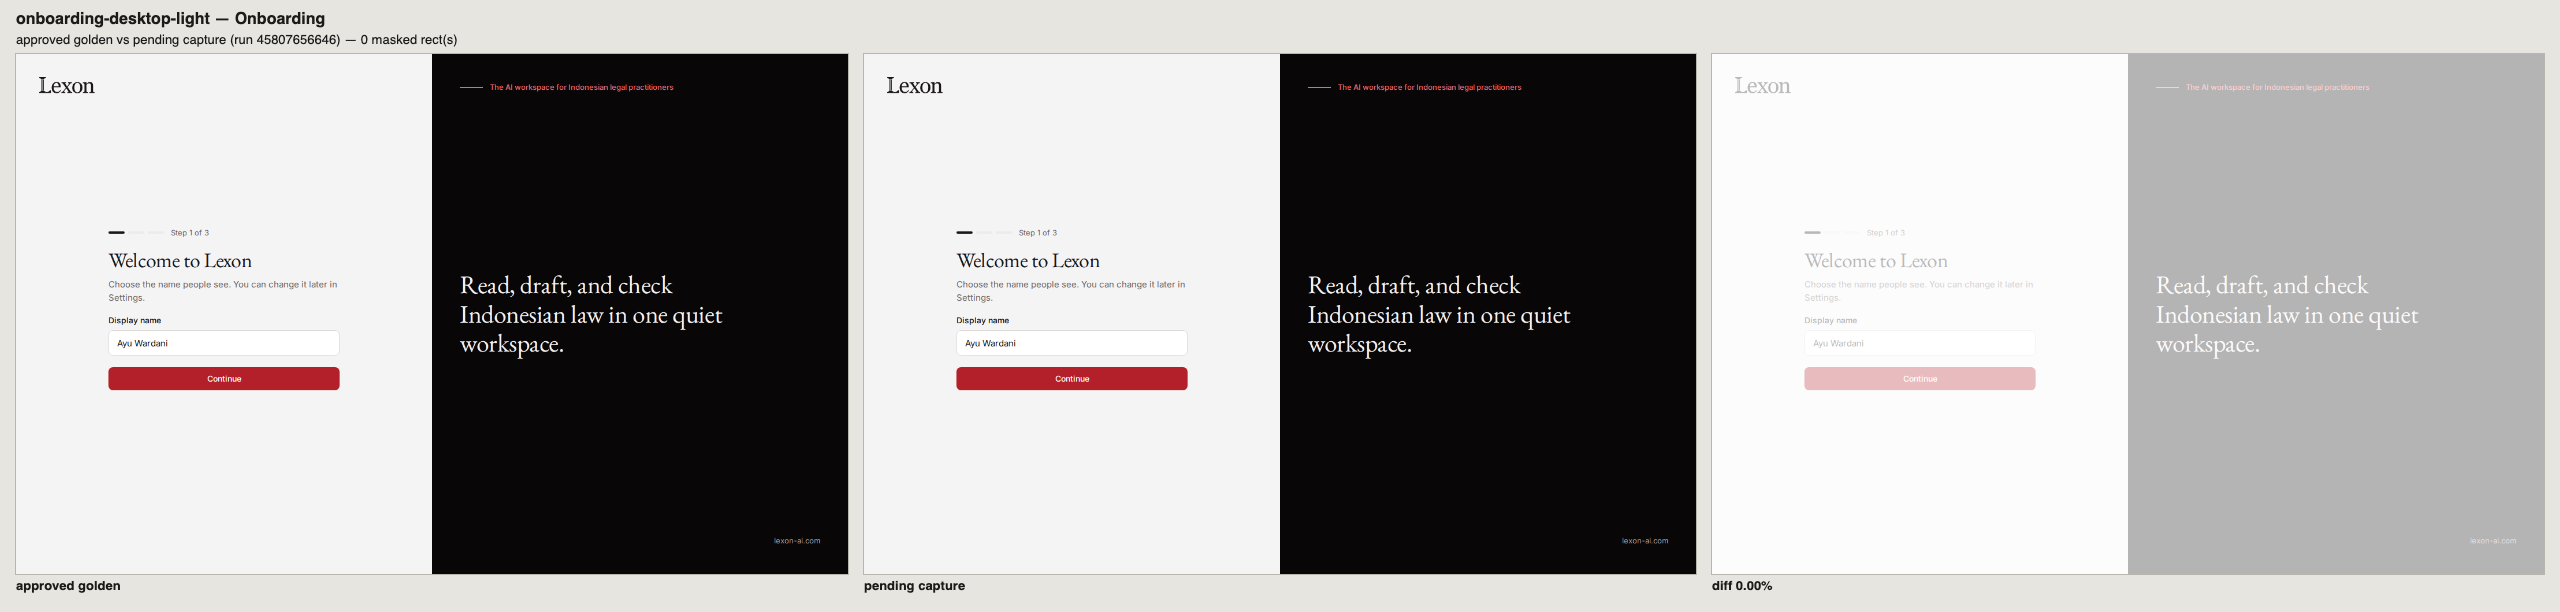 onboarding-desktop-light — Onboarding
approved golden vs pending capture (run 45807656646) — 0 masked rect(s)
Lexon
The AI workspace for Indonesian legal practitioners
Step 1 of 3
Welcome to Lexon
Choose the name people see. You can change it later in
Settings.
Display name
Ayu Wardani
Continue
Read, draft, and check
Indonesian law in one quiet
workspace.
lexon-ai.com
approved golden
Lexon
The AI workspace for Indonesian legal practitioners
Step 1 of 3
Welcome to Lexon
Choose the name people see. You can change it later in
Settings.
Display name
Ayu Wardani
Continue
Read, draft, and check
Indonesian law in one quiet
workspace.
lexon-ai.com
pending capture
Lexon
The AI workspace for Indonesian legal practitioners
Step 1 of 3
Welcome to Lexon
Choose the name people see. You can change it later in
Settings.
Display name
Ayu Wardani
Continue
Read, draft, and check
Indonesian law in one quiet
workspace.
lexon-ai.com
diff 0.00%